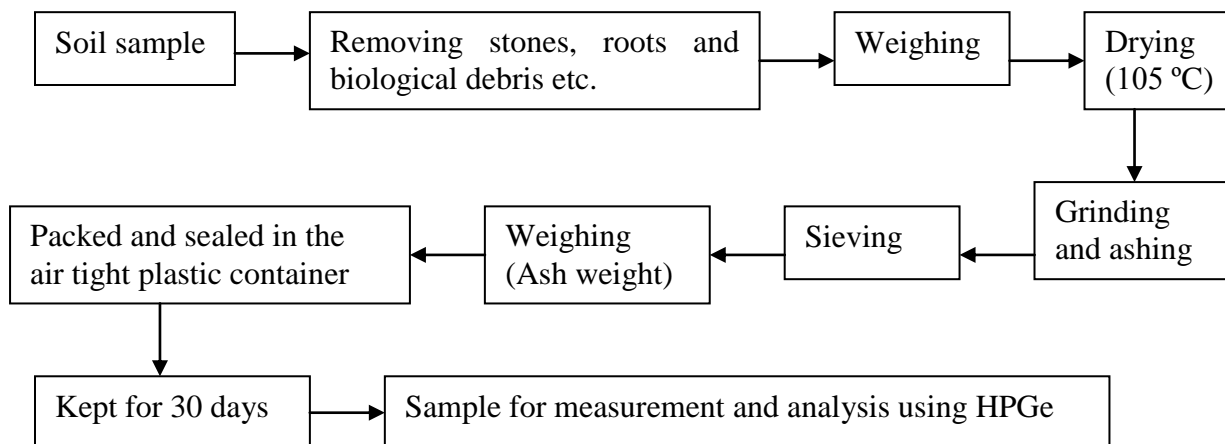 Soil sample
Removing stones, roots and
biological debris etc.
Weighing
Drying
(105 ºC)
Grinding
and ashing
Sieving
Weighing
(Ash weight)
Packed and sealed in the
air tight plastic container
Kept for 30 days
Sample for measurement and analysis using HPGe